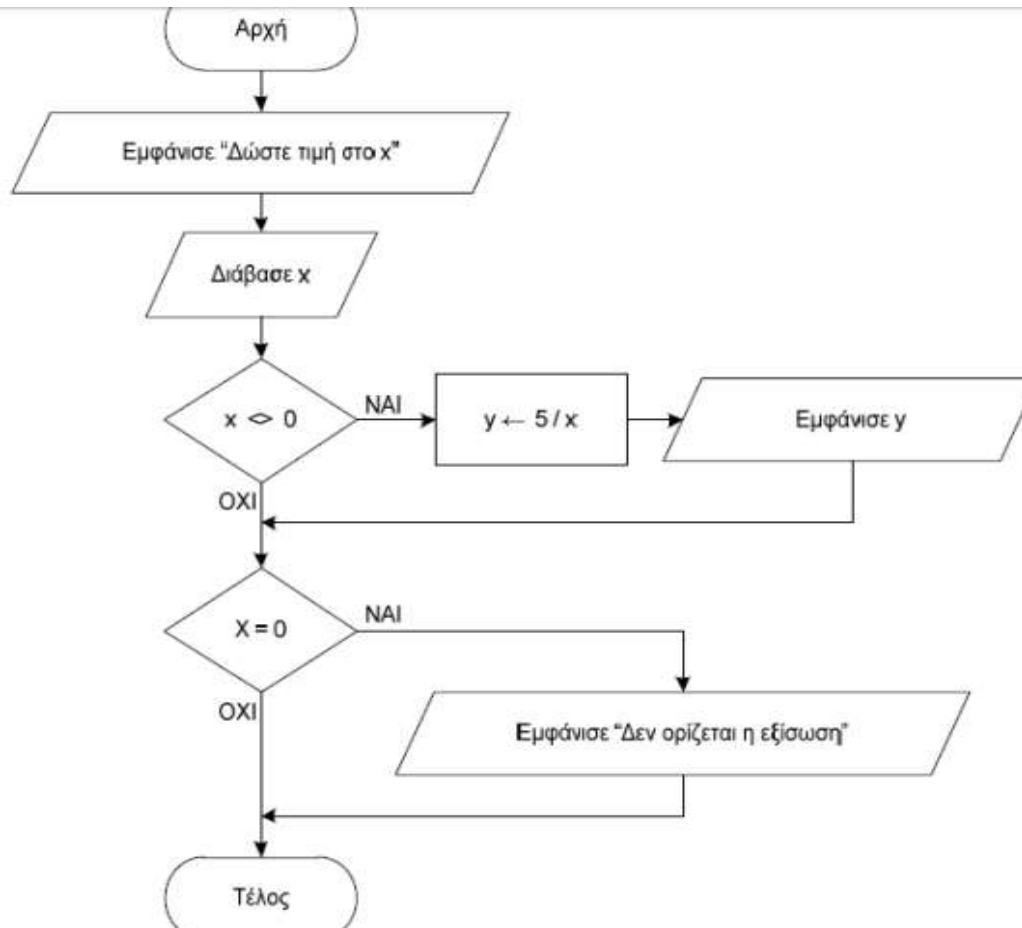 Αρχή
Εμφάνισε “Δώστε τιμή στο x”
Διάβασε x
x <> 0
ΝΑΙ
y ← 5 / x
Εμφάνισε y
ΟΧΙ
X = 0
ΝΑΙ
ΟΧΙ
Εμφάνισε “Δεν ορίζεται η εξίσωση”
Τέλος